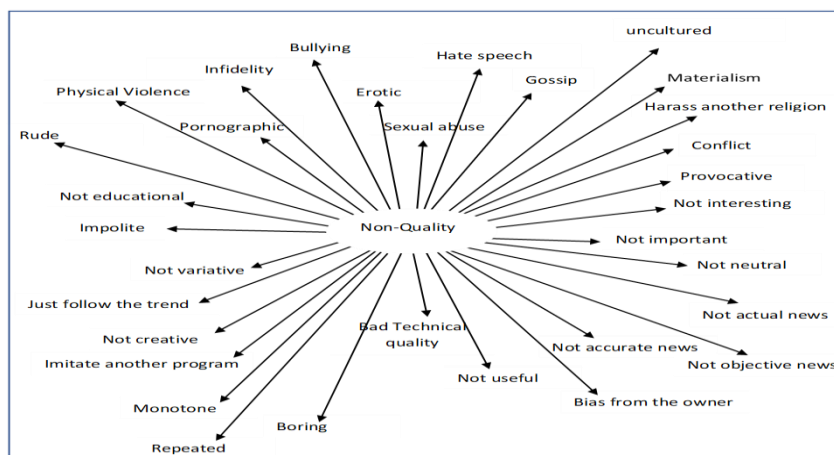 uncultured
Bullying
Hate speech
Infidelity
Gossip
Materialism
Physical Violence
Erotic
Harass another religion
Pornographic
Sexual abuse
Rude
Conflict
Provocative
Not educational
Not interesting
Impolite
Non-Quality
Not important
Not variative
Not neutral
Just follow the trend
Not actual news
Bad Technical
quality
Not creative
Not accurate news
Imitate another program
Not objective news
Not useful
Monotone
Bias from the owner
Boring
Repeated